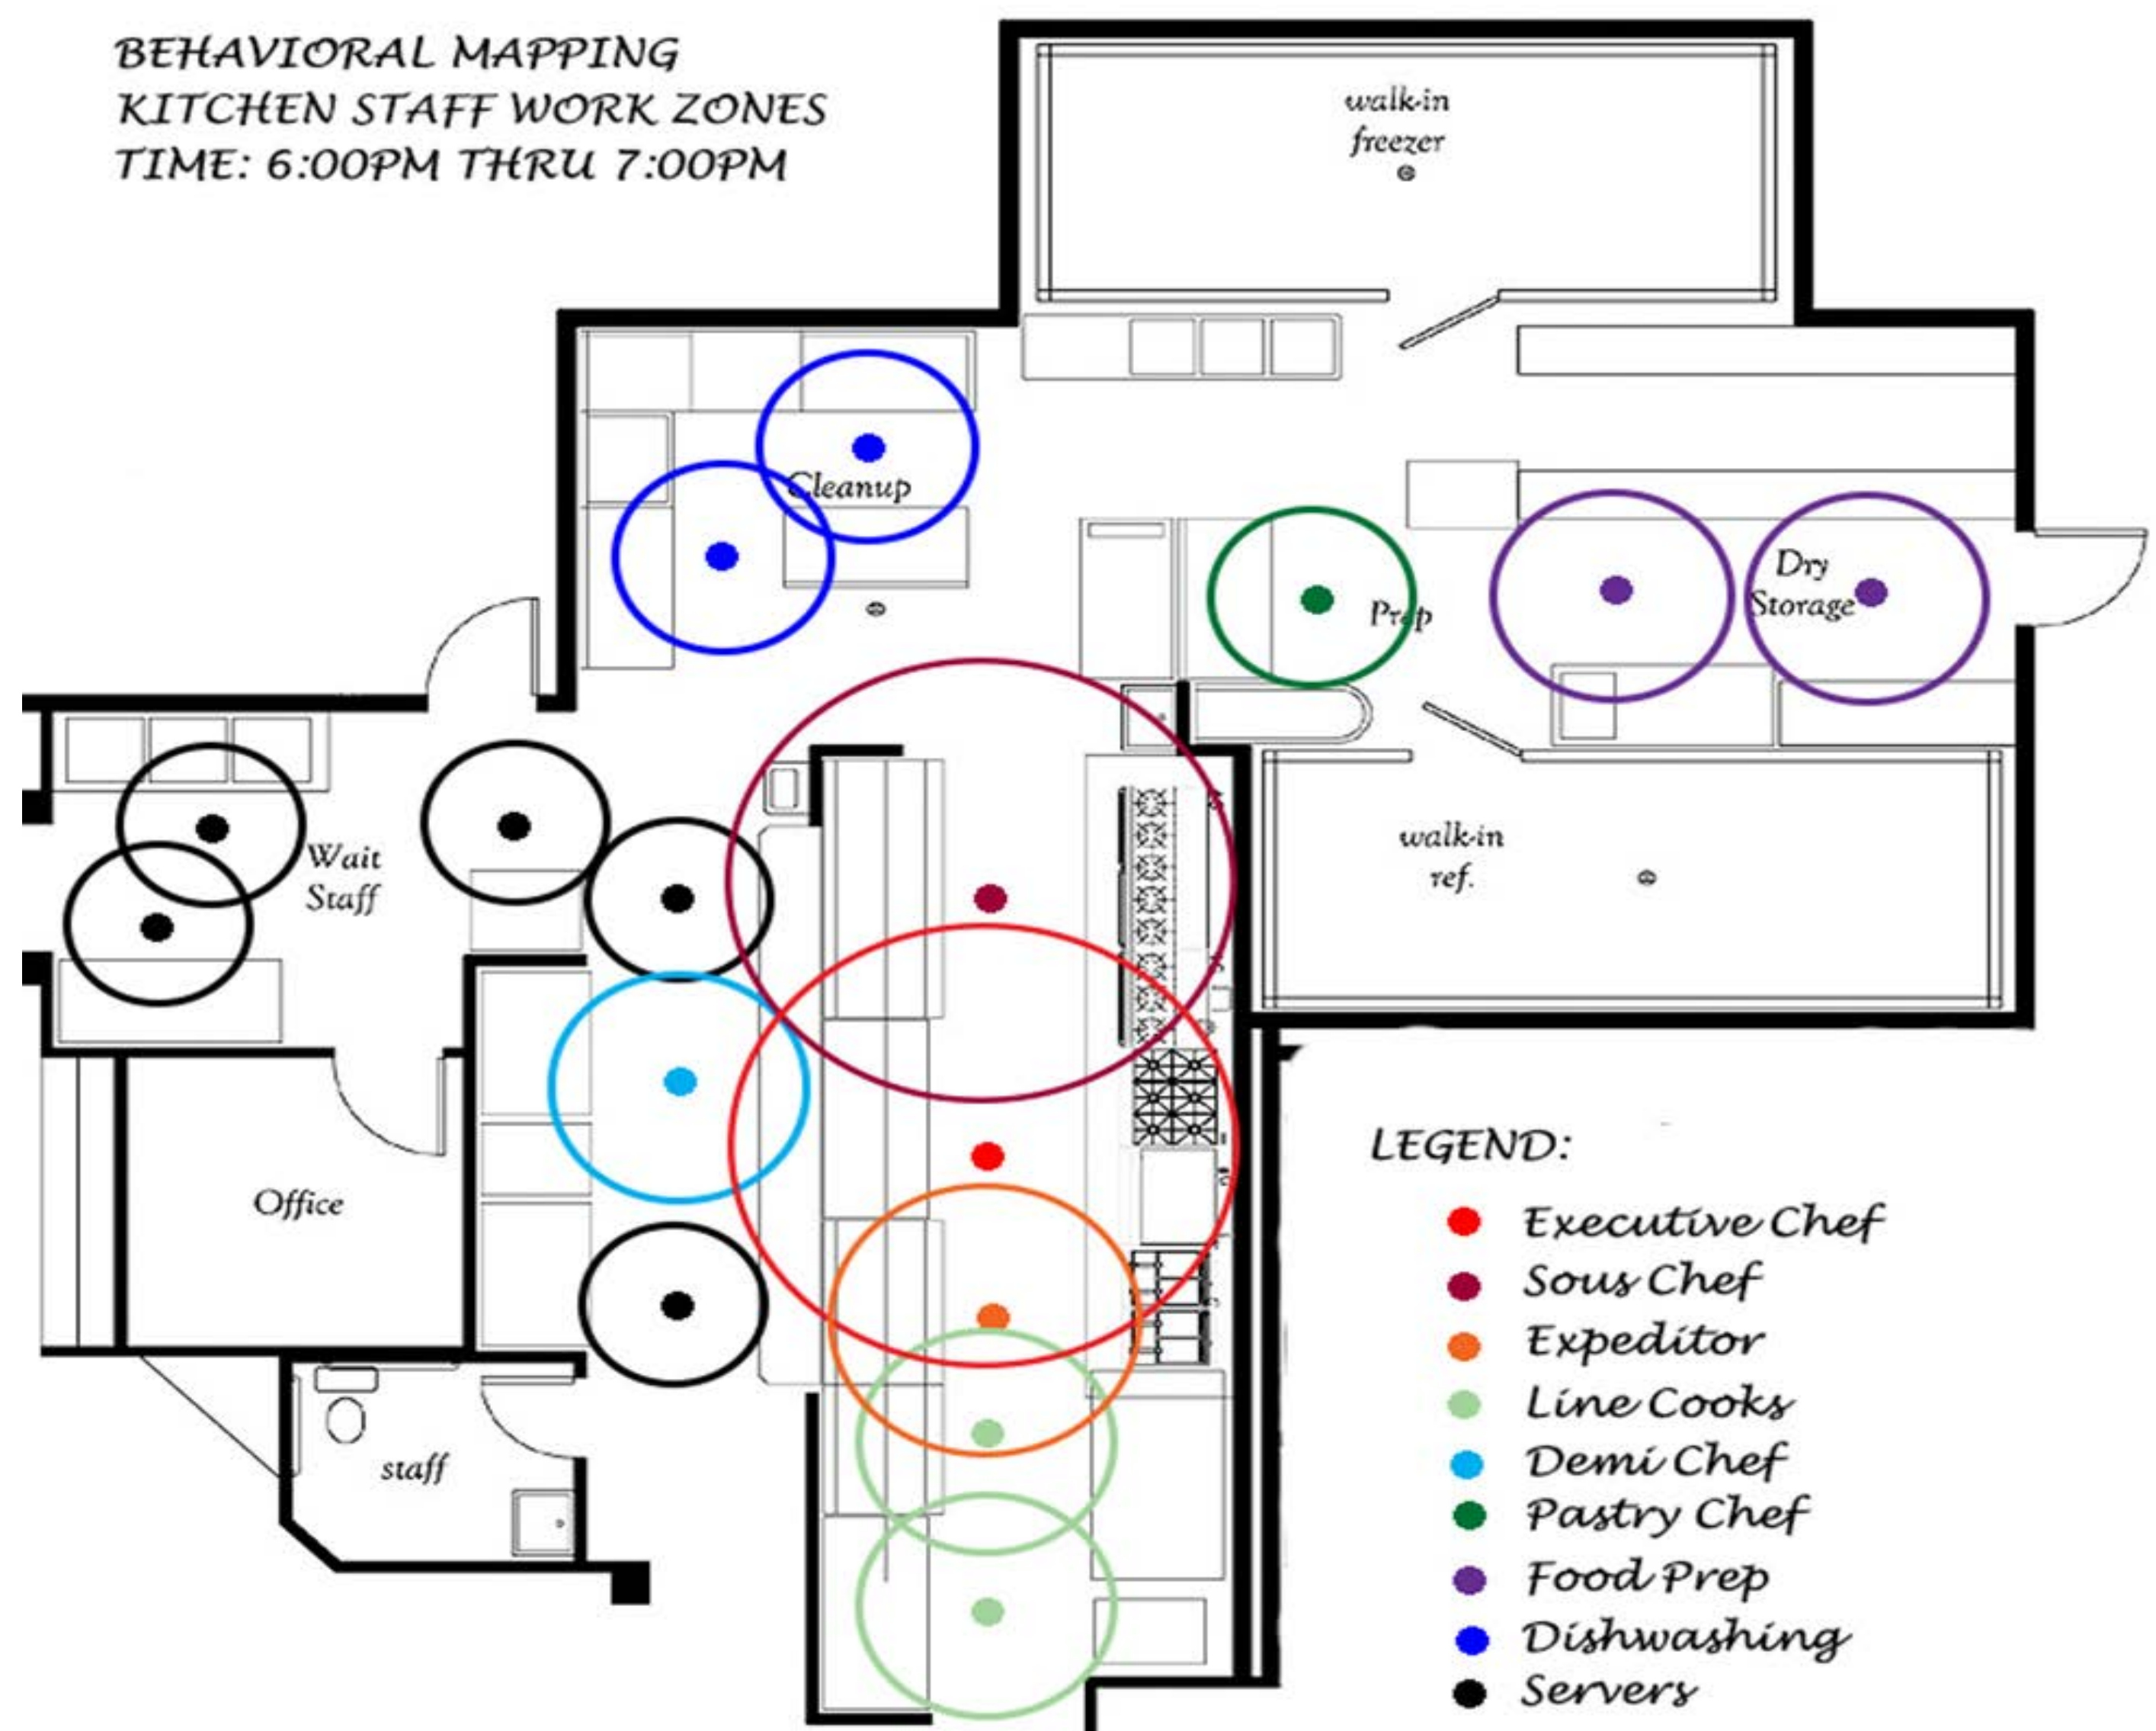 BEHAVIORAL MAPPING
KITCHEN STAFF WORK ZONES
TIME: 6:00PM THRU 7:00PM
walk-in
freezer
Cleanup
Prep
Dry
Storage
Wait
Staff
walk-in
ref.
Office
staff
LEGEND:
Executive Chef
Sous Chef
Expeditor
Line Cooks
Demi Chef
Pastry Chef
Food Prep
Dishwashing
Servers